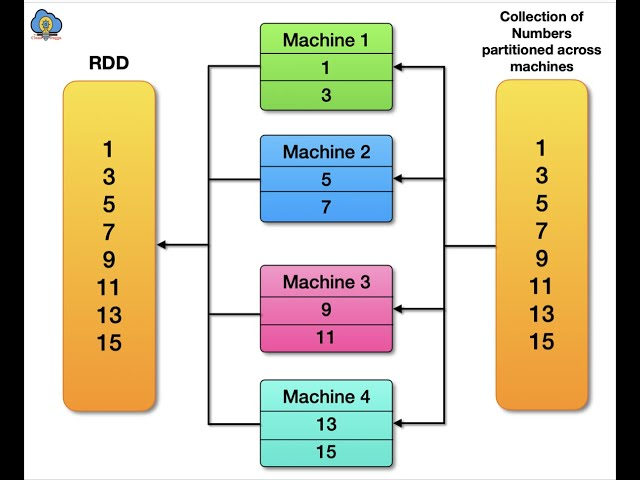 RDD
1
3
5
7
9
11
13
15
Machine 1
1
3
Machine 2
5
7
Machine 3
9
11
Machine 4
13
15
Collection of
Numbers
partitioned across
machines
1
3
5
7
9
11
13
15